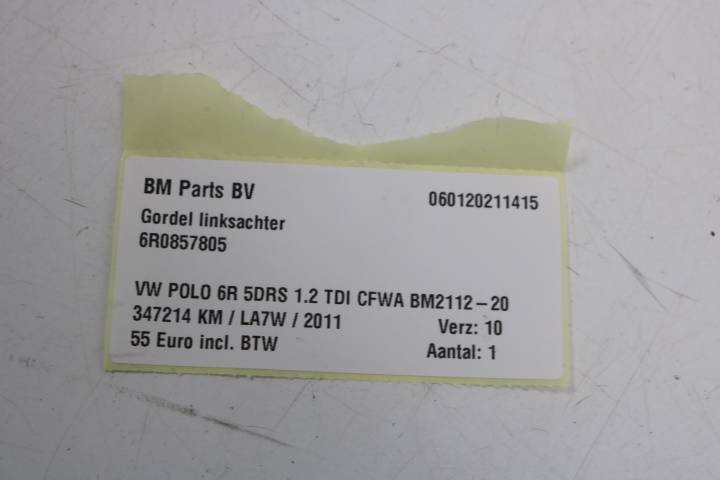 BM Parts BV 060120211415
Gordel linksachter
6R0857805
VW POLO 6R 5DRS 1.2 TDI CFWA BM2112-20
347214 KM / LA7W / 2011 Verz: 10
55 Euro incl. BTW Aantal: 1